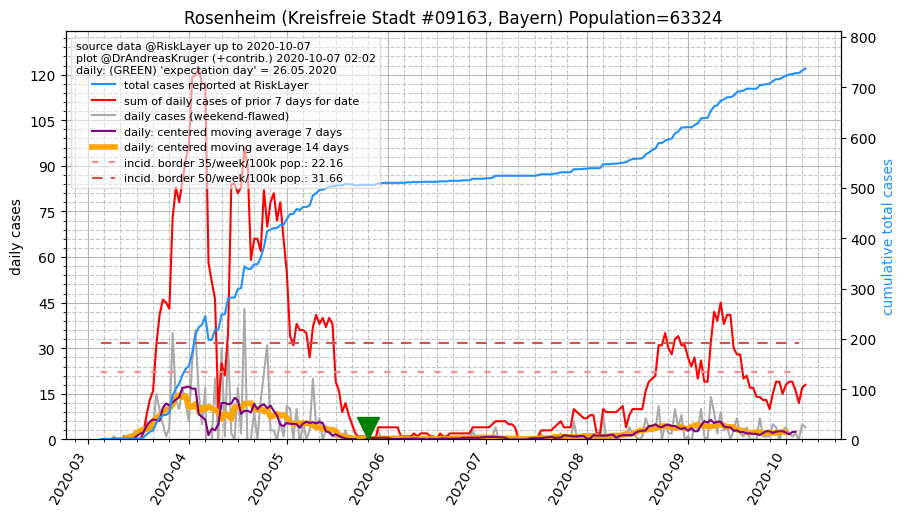 Rosenheim (Kreisfreie Stadt #09163, Bayern) Population=63324
source data @RiskLayer up to 2020-10-07
plot @DrAndreasKruger (+contrib.) 2020-10-07 02:02
daily: (GREEN) 'expectation day' = 26.05.2020
total cases reported at RiskLayer
sum of daily cases of prior 7 days for date
daily cases (weekend-flawed)
daily: centered moving average 7 days
daily: centered moving average 14 days
incid. border 35/week/100k pop.: 22.16
incid. border 50/week/100k pop.: 31.66
daily cases
120
105
90
75
60
45
30
15
0
cumulative total cases
800
700
600
500
400
300
200
100
0
2020-03
2020-04
2020-05
2020-06
2020-07
2020-08
2020-09
2020-10